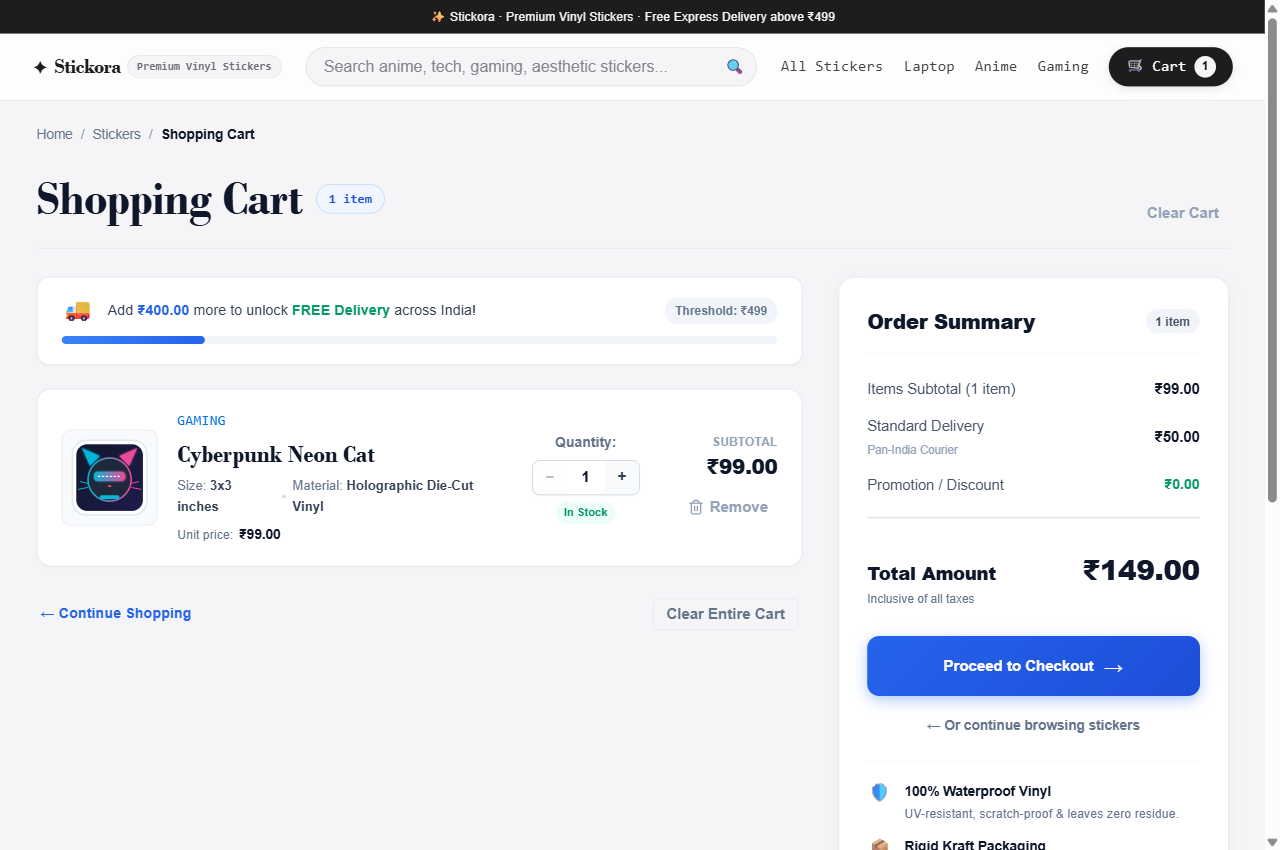 ✨ Stickora · Premium Vinyl Stickers · Free Express Delivery above ₹499
✦ Stickora Premium Vinyl Stickers
Search anime, tech, gaming, aesthetic stickers...
All Stickers Laptop Anime Gaming Cart 1
Home / Stickers / Shopping Cart
Shopping Cart 1 item
Clear Cart
Add ₹400.00 more to unlock FREE Delivery across India!
Threshold: ₹499
GAMING
Cyberpunk Neon Cat
Size: 3x3 inches
Material: Holographic Die-Cut Vinyl
Unit price: ₹99.00
Quantity:
− 1 +
In Stock
SUBTOTAL
₹99.00
Remove
← Continue Shopping
Clear Entire Cart
Order Summary 1 item
Items Subtotal (1 item) ₹99.00
Standard Delivery ₹50.00
Pan-India Courier
Promotion / Discount ₹0.00
Total Amount ₹149.00
Inclusive of all taxes
Proceed to Checkout →
← Or continue browsing stickers
100% Waterproof Vinyl
UV-resistant, scratch-proof & leaves zero residue.
Rigid Kraft Packaging